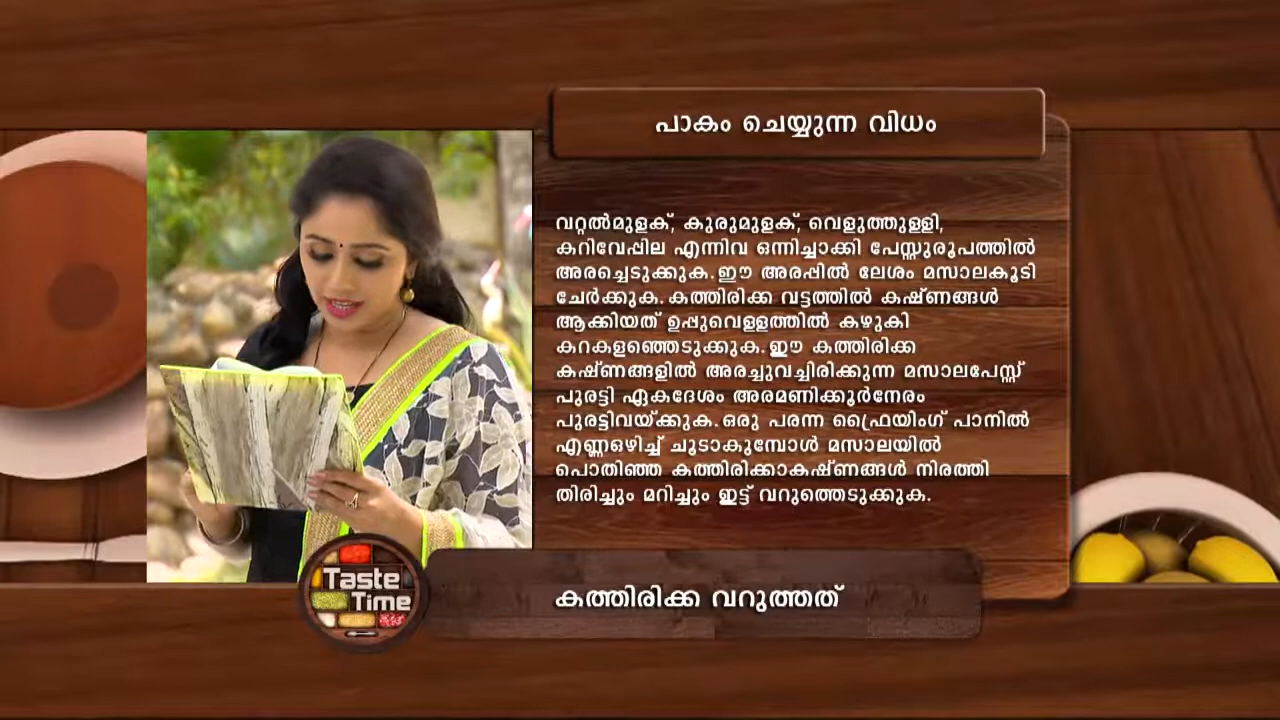 പാകം ചെയ്യുന്ന വിധം
വറ്റൽമുളക്, കുരുമുളക്, വെളുത്തുള്ളി,
കറിവേപ്പില എന്നിവ ഒന്നിച്ചാക്കി പേസ്റ്റുരൂപത്തിൽ
അരച്ചെടുക്കുക. ഈ അരപ്പിൽ ലേശം മസാലകൂടി
ചേർക്കുക. കത്തിരിക്ക വട്ടത്തിൽ കഷ്ണങ്ങൾ
ആക്കിയത് ഉപ്പുവെള്ളത്തിൽ കഴുകി
കറകളഞ്ഞെടുക്കുക. ഈ കത്തിരിക്ക
കഷ്ണങ്ങളിൽ അരച്ചുവച്ചിരിക്കുന്ന മസാലപേസ്റ്റ്
പുരട്ടി ഏകദേശം അരമണിക്കൂർനേരം
പുരട്ടിവയ്ക്കുക. ഒരു പരന്ന ഫ്രൈയിംഗ് പാനിൽ
എണ്ണഒഴിച്ച് ചൂടാകുമ്പോൾ മസാലയിൽ
പൊതിഞ്ഞ കത്തിരിക്കാകഷ്ണങ്ങൾ നിരത്തി
തിരിച്ചും മറിച്ചും ഇട്ട് വറുത്തെടുക്കുക.
Taste
Time
കത്തിരിക്ക വറുത്തത്